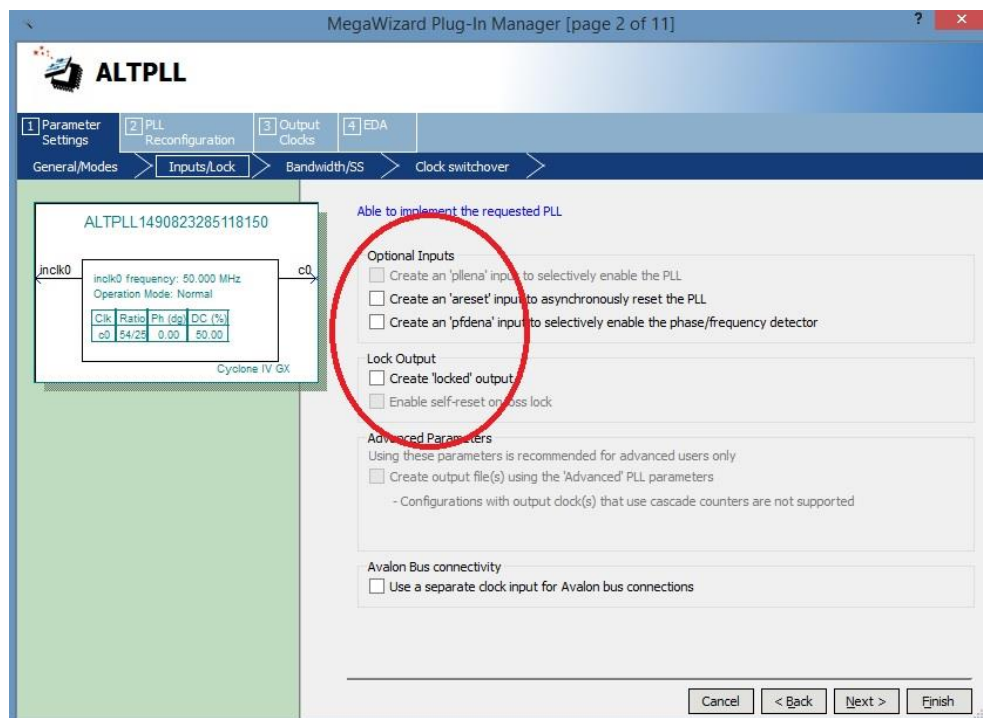 MegaWizard Plug-In Manager [page 2 of 11]
?
ALTPLL
1 Parameter Settings
2 PLL Reconfiguration
3 Output Clocks
4 EDA
General/Modes
Inputs/Lock
Bandwidth/SS
Clock switchover
ALTPLL1490823285118150
inclk0
c0
inclk0 frequency: 50.000 MHz
Operation Mode: Normal
Clk Ratio Ph (dg) DC (%)
c0 54/25 0.00 50.00
Cyclone IV GX
Able to implement the requested PLL
Optional Inputs
Create an 'pllena' input to selectively enable the PLL
Create an 'areset' input to asynchronously reset the PLL
Create an 'pfdena' input to selectively enable the phase/frequency detector
Lock Output
Create 'locked' output
Enable self-reset on loss lock
Advanced Parameters
Using these parameters is recommended for advanced users only
Create output file(s) using the 'Advanced' PLL parameters
- Configurations with output clock(s) that use cascade counters are not supported
Avalon Bus connectivity
Use a separate clock input for Avalon bus connections
Cancel
< Back
Next >
Finish